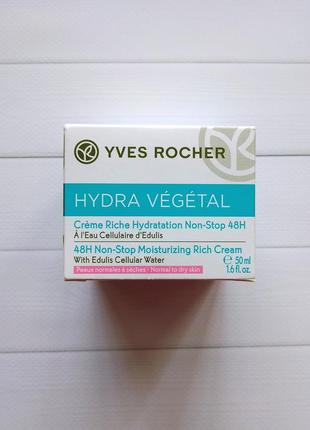 YVES ROCHER
HYDRA VÉGÉTAL
Crème Riche Hydratation Non-Stop 48H
À l'Eau Cellulaire d'Edulis
48H Non-Stop Moisturizing Rich Cream
With Edulis Cellular Water
Peaux normales à sèches - Normal to dry skin
℮ 50 ml
1.6 fl. oz.